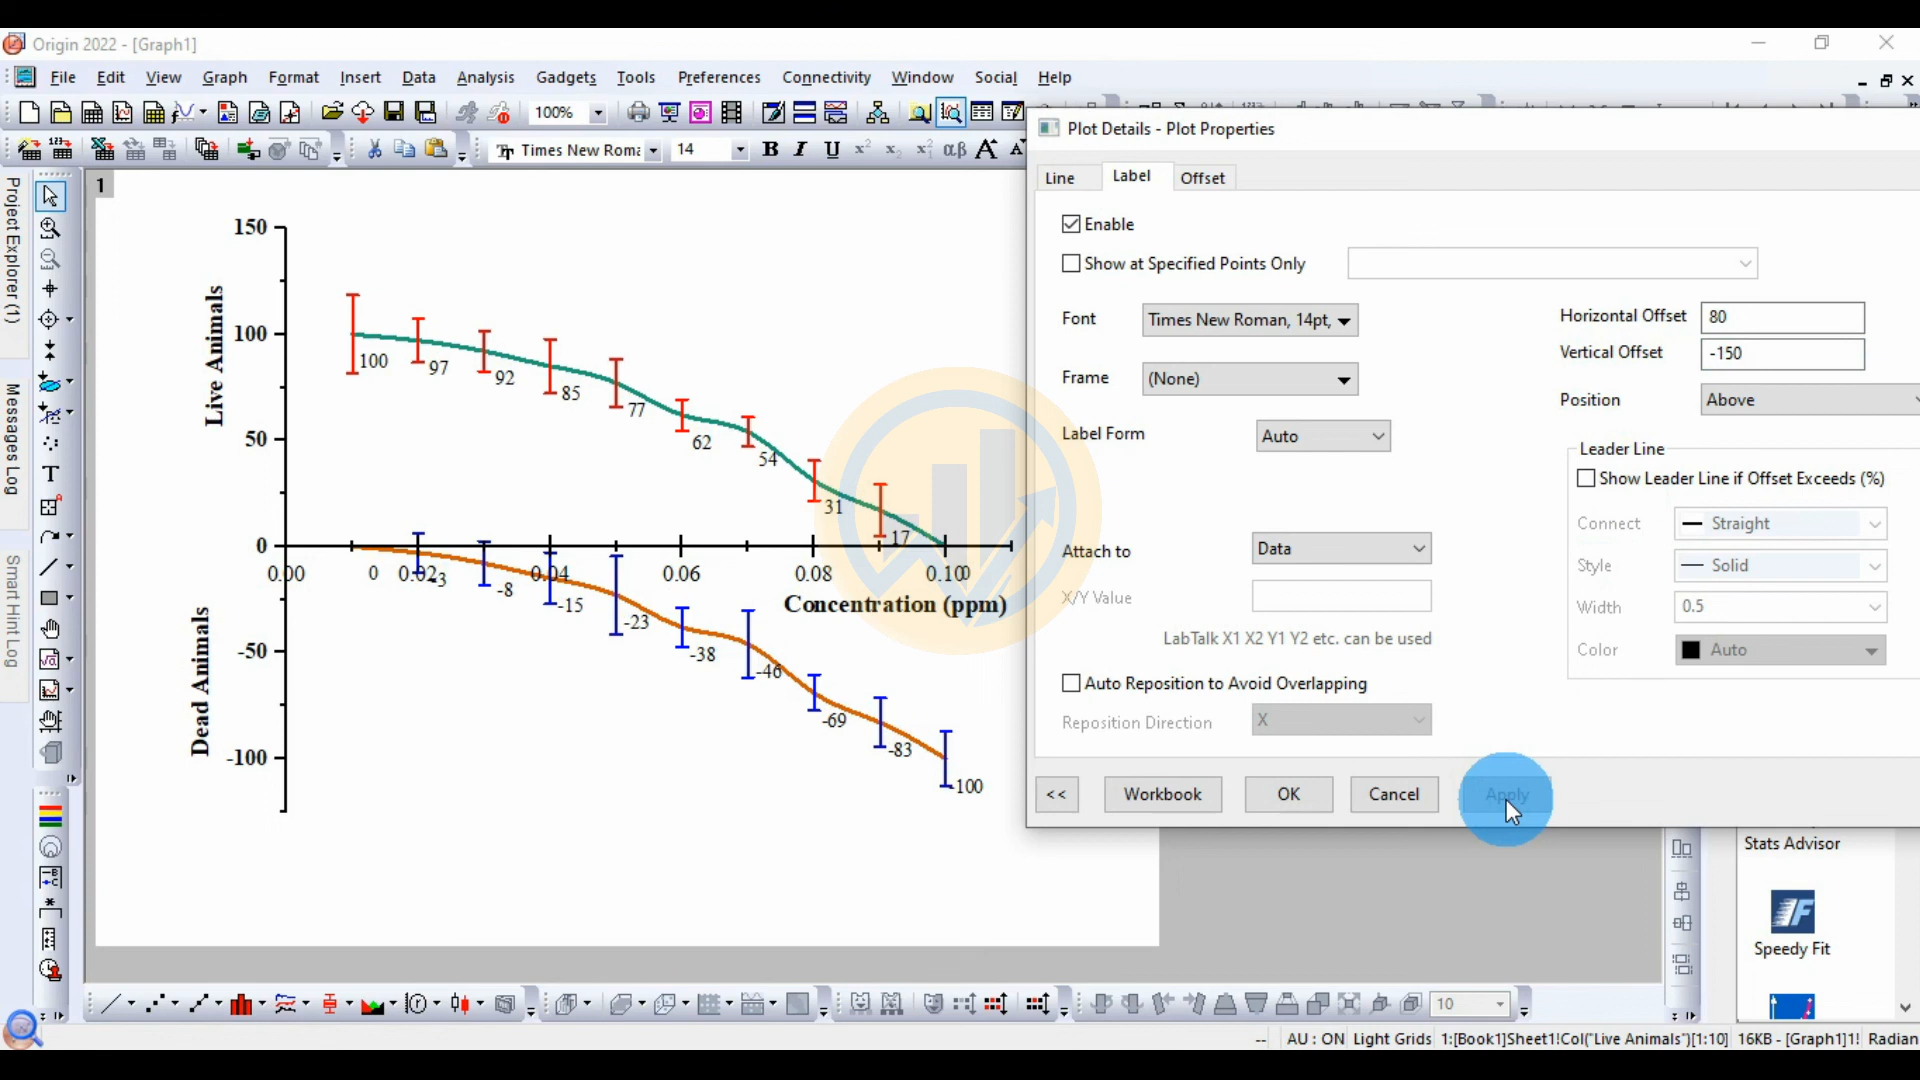 Origin 2022 - [Graph1]
File Edit View Graph Format Insert Data Analysis Gadgets Tools Preferences Connectivity Window Social Help
100%
Times New Roma 14 B I U
Plot Details - Plot Properties
Line Label Offset
Enable
Show at Specified Points Only
Font Times New Roman, 14pt,
Horizontal Offset 80
Vertical Offset -150
Frame (None)
Position Above
Label Form Auto
Leader Line
Show Leader Line if Offset Exceeds (%)
Connect Straight
Attach to Data
Style Solid
X/Y Value
Width 0.5
LabTalk X1 X2 Y1 Y2 etc. can be used
Color Auto
Auto Reposition to Avoid Overlapping
Reposition Direction X
<< Workbook OK Cancel Apply
Project Explorer (1)
Messages Log
Smart Hint Log
1
150
100
50
0
-50
-100
Live Animals
Dead Animals
100 97 92 85 77 62 54 31 17
0.00 0.02 0.04 0.06 0.08 0.100
Concentration (ppm)
0 -3 -8 -15 -23 -38 -46 -69 -83 -100
Stats Advisor
Speedy Fit
10
-- AU : ON Light Grids 1:[Book1]Sheet1!Col("Live Animals")[1:10] 16KB - [Graph1]1! Radian